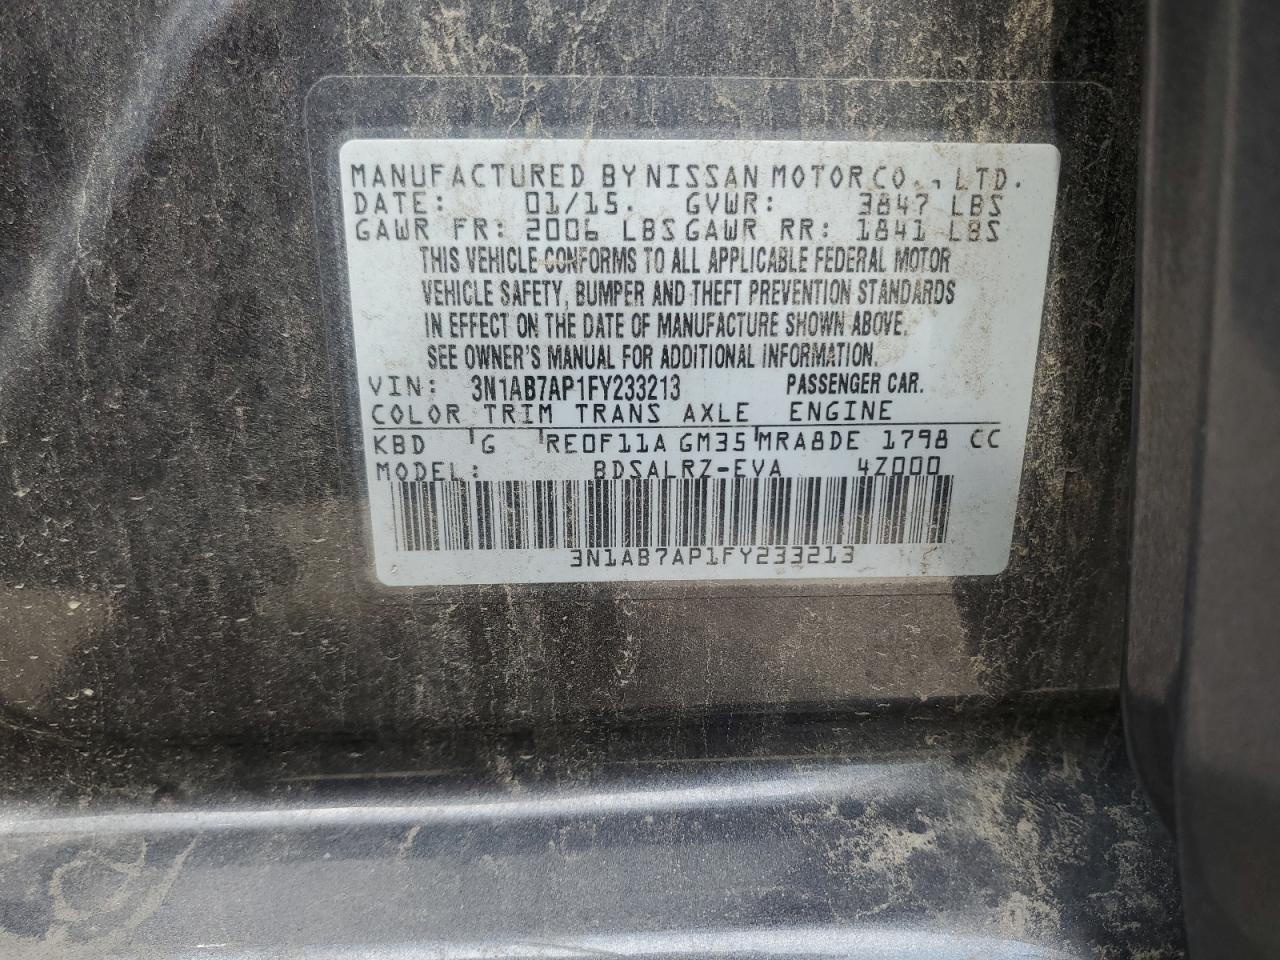 MANUFACTURED BY NISSAN MOTOR CO., LTD.
DATE: 01/15. GVWR: 3847 LBS
GAWR FR: 2006 LBS GAWR RR: 1841 LBS
THIS VEHICLE CONFORMS TO ALL APPLICABLE FEDERAL MOTOR
VEHICLE SAFETY, BUMPER AND THEFT PREVENTION STANDARDS
IN EFFECT ON THE DATE OF MANUFACTURE SHOWN ABOVE.
SEE OWNER'S MANUAL FOR ADDITIONAL INFORMATION.
VIN: 3N1AB7AP1FY233213 PASSENGER CAR.
COLOR TRIM TRANS AXLE ENGINE
KBD G RE0F11A GM35 MRA8DE 1798 CC
MODEL: BDSALRZ-EVA 4Z000
3N1AB7AP1FY233213